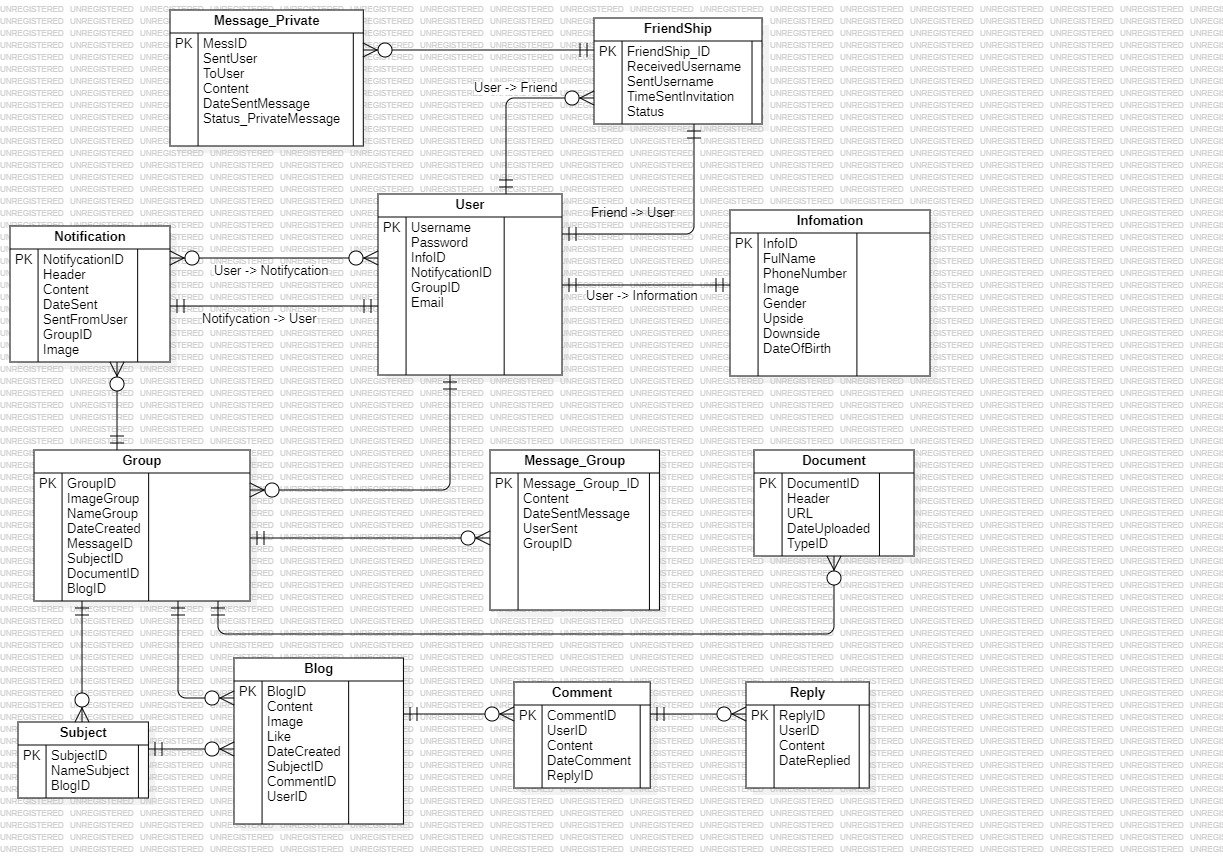 Message_Private
PK
MessID
SentUser
ToUser
Content
DateSentMessage
Status_PrivateMessage
FriendShip
PK
FriendShip_ID
ReceivedUsername
SentUsername
TimeSentInvitation
Status
User -> Friend
User
PK
Username
Password
InfoID
NotifycationID
GroupID
Email
Friend -> User
Infomation
PK
InfoID
FulName
PhoneNumber
Image
Gender
Upside
Downside
DateOfBirth
User -> Information
Notification
PK
NotifycationID
Header
Content
DateSent
SentFromUser
GroupID
Image
User -> Notifycation
Notifycation -> User
Group
PK
GroupID
ImageGroup
NameGroup
DateCreated
MessageID
SubjectID
DocumentID
BlogID
Message_Group
PK
Message_Group_ID
Content
DateSentMessage
UserSent
GroupID
Document
PK
DocumentID
Header
URL
DateUploaded
TypeID
Blog
PK
BlogID
Content
Image
Like
DateCreated
SubjectID
CommentID
UserID
Comment
PK
CommentID
UserID
Content
DateComment
ReplyID
Reply
PK
ReplyID
UserID
Content
DateReplied
Subject
PK
SubjectID
NameSubject
BlogID
UNREGISTERED